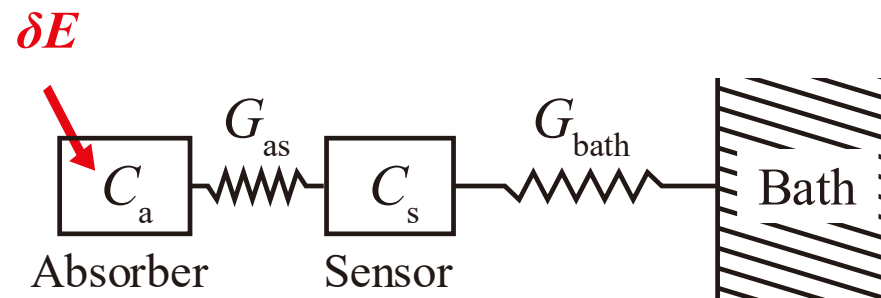 δE
G_as
G_bath
C_a
C_s
Bath
Absorber
Sensor